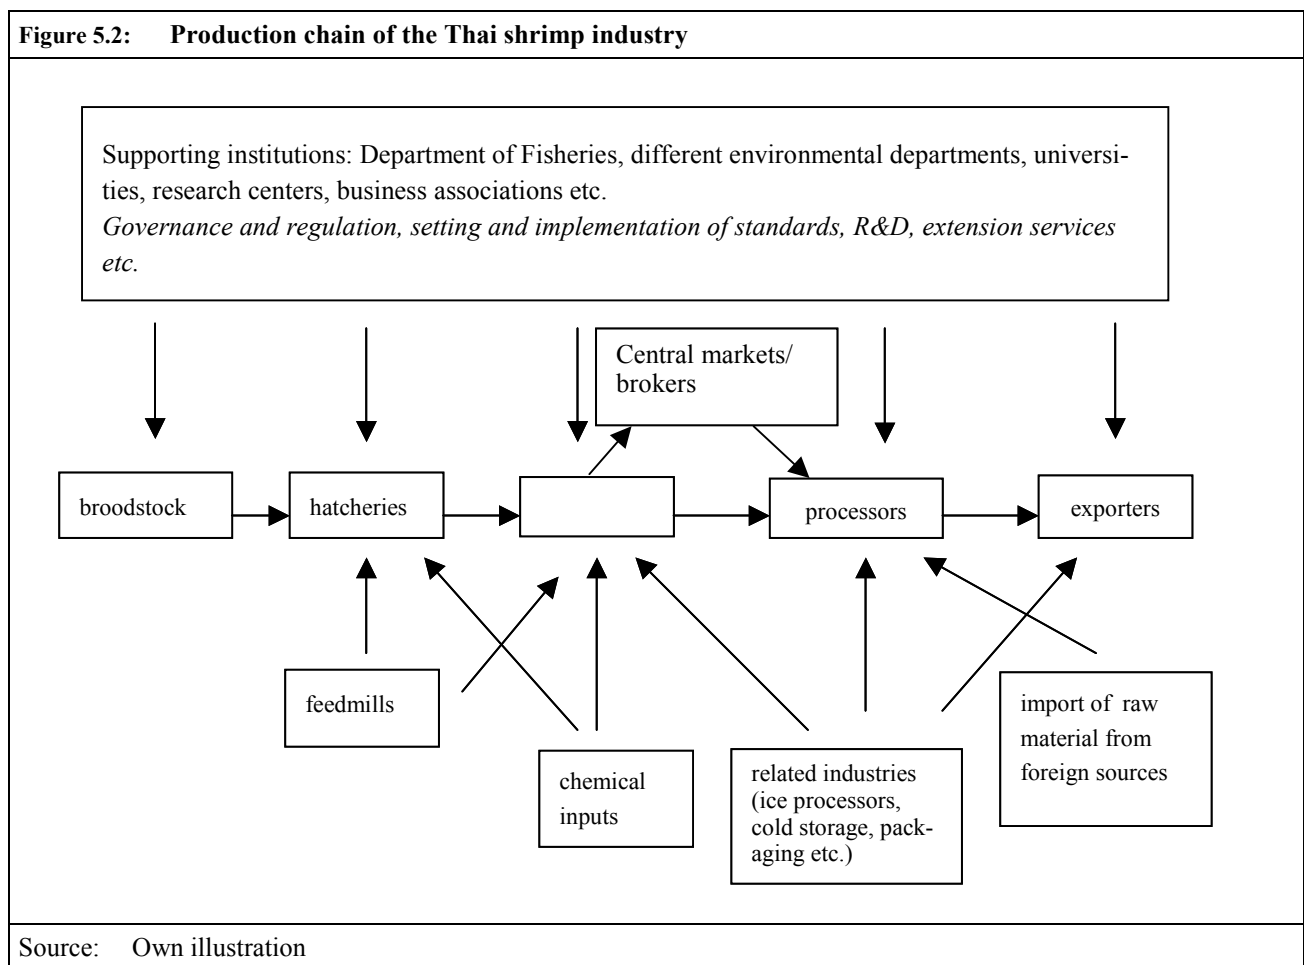 Figure 5.2: Production chain of the Thai shrimp industry
Supporting institutions: Department of Fisheries, different environmental departments, universi-
ties, research centers, business associations etc.
Governance and regulation, setting and implementation of standards, R&D, extension services
etc.
Central markets/
brokers
broodstock
hatcheries
processors
exporters
feedmills
chemical
inputs
related industries
(ice processors,
cold storage, pack-
aging etc.)
import of raw
material from
foreign sources
Source: Own illustration